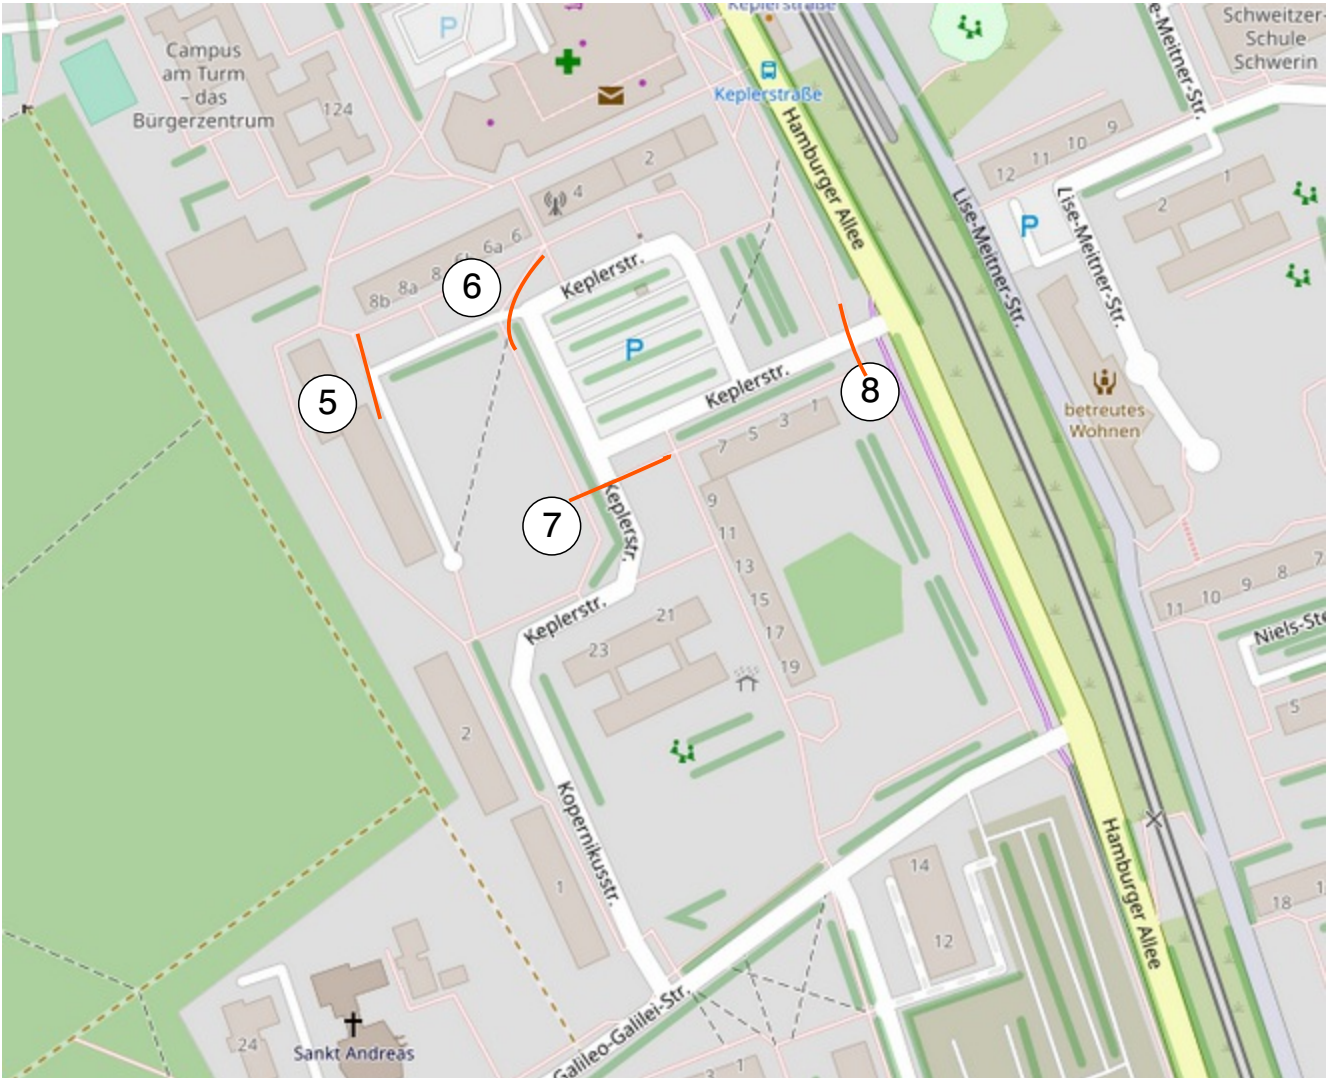 Keplerstraße
P
Schweitzer-
Schule
Schwerin
Campus
am Turm
– das
Bürgerzentrum
124
Keplerstraße
e-Meitner-Str.
Hamburger Allee
9
10
11
12
2
4
1
2
Lise-Meitner-Str.
Lise-Meitner-Str.
P
6
6a
8
8a
8b
6
Keplerstr.
5
P
Keplerstr.
8
betreutes
Wohnen
1
3
5
7
7
Keplerstr.
9
11
13
15
17
19
Keplerstr.
21
23
11
10
9
8
7
Niels-Ste
5
2
Kopernikusstr.
1
14
12
Hamburger Allee
18
1
Galileo-Galilei-Str.
24
Sankt Andreas
3
1